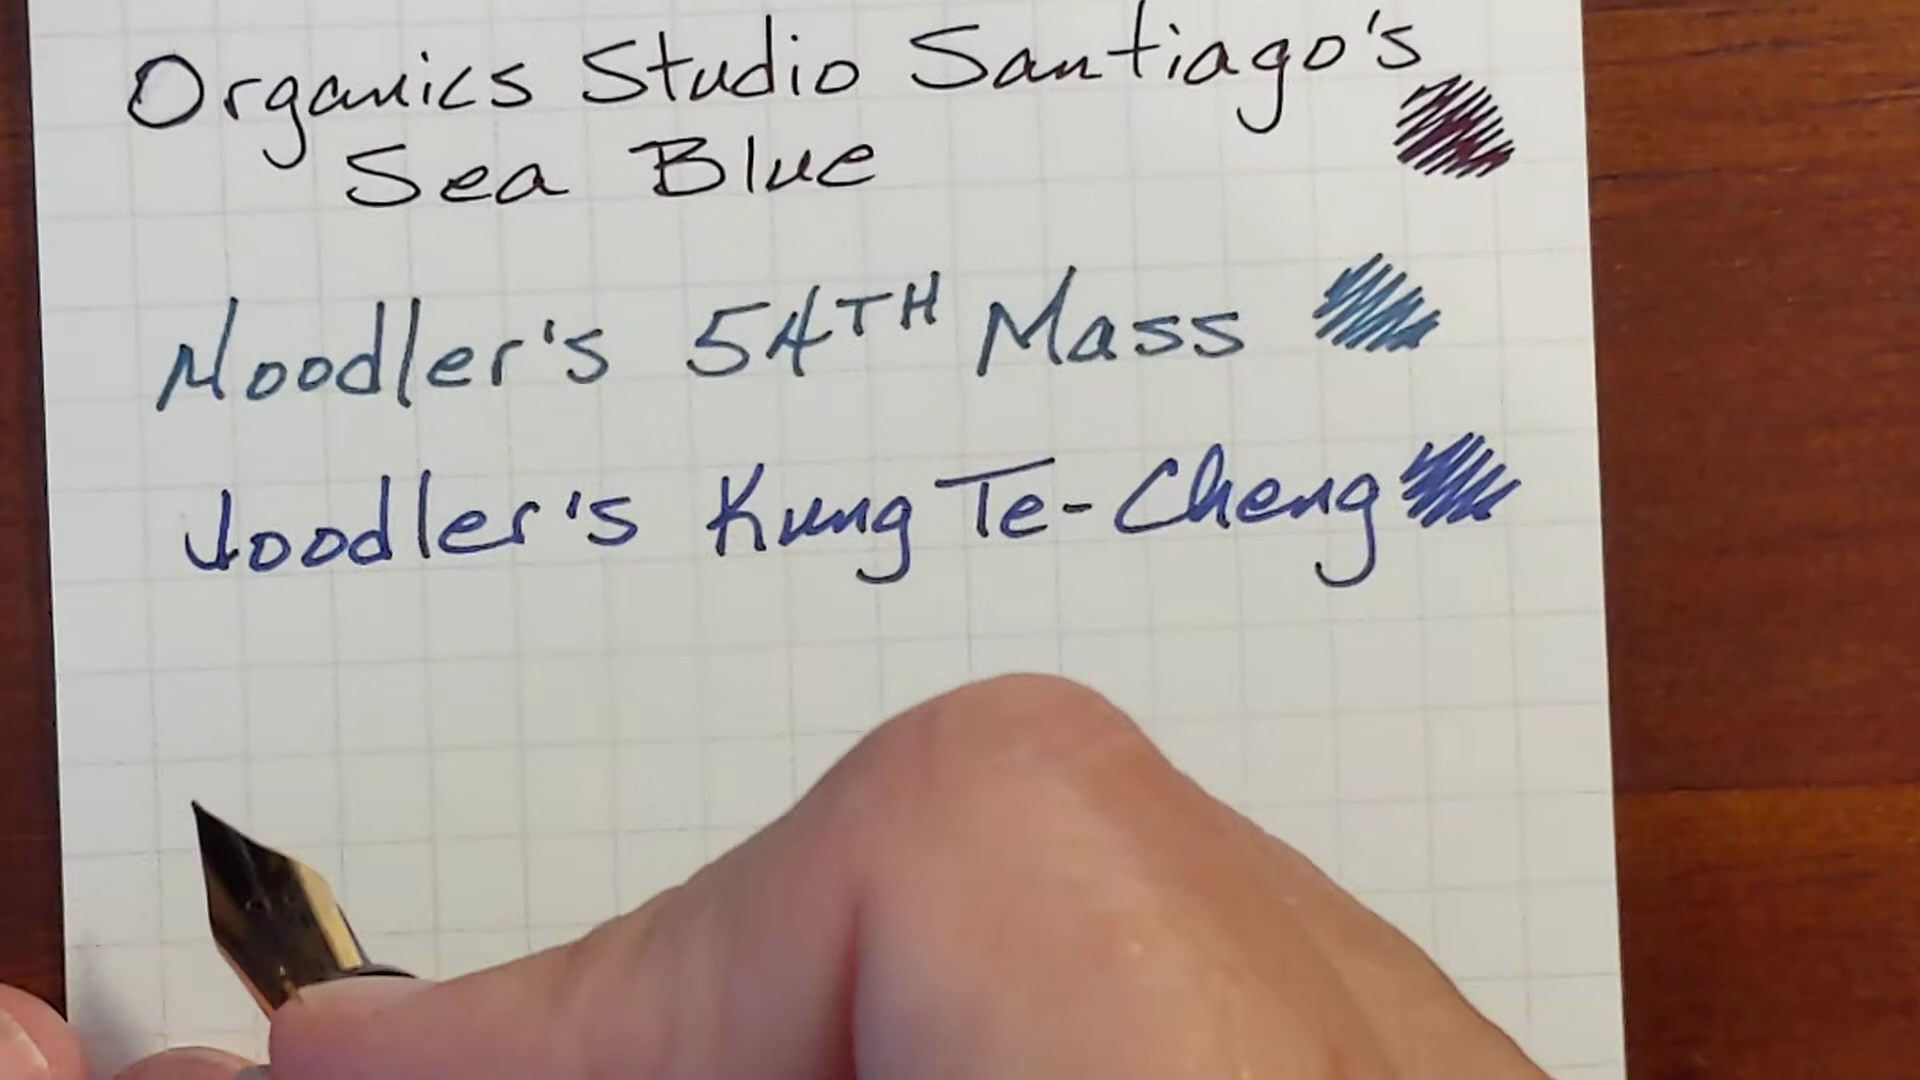 Organics Studio Santiago's
Sea Blue
Noodler's 54TH Mass
Noodler's Kung Te-Cheng